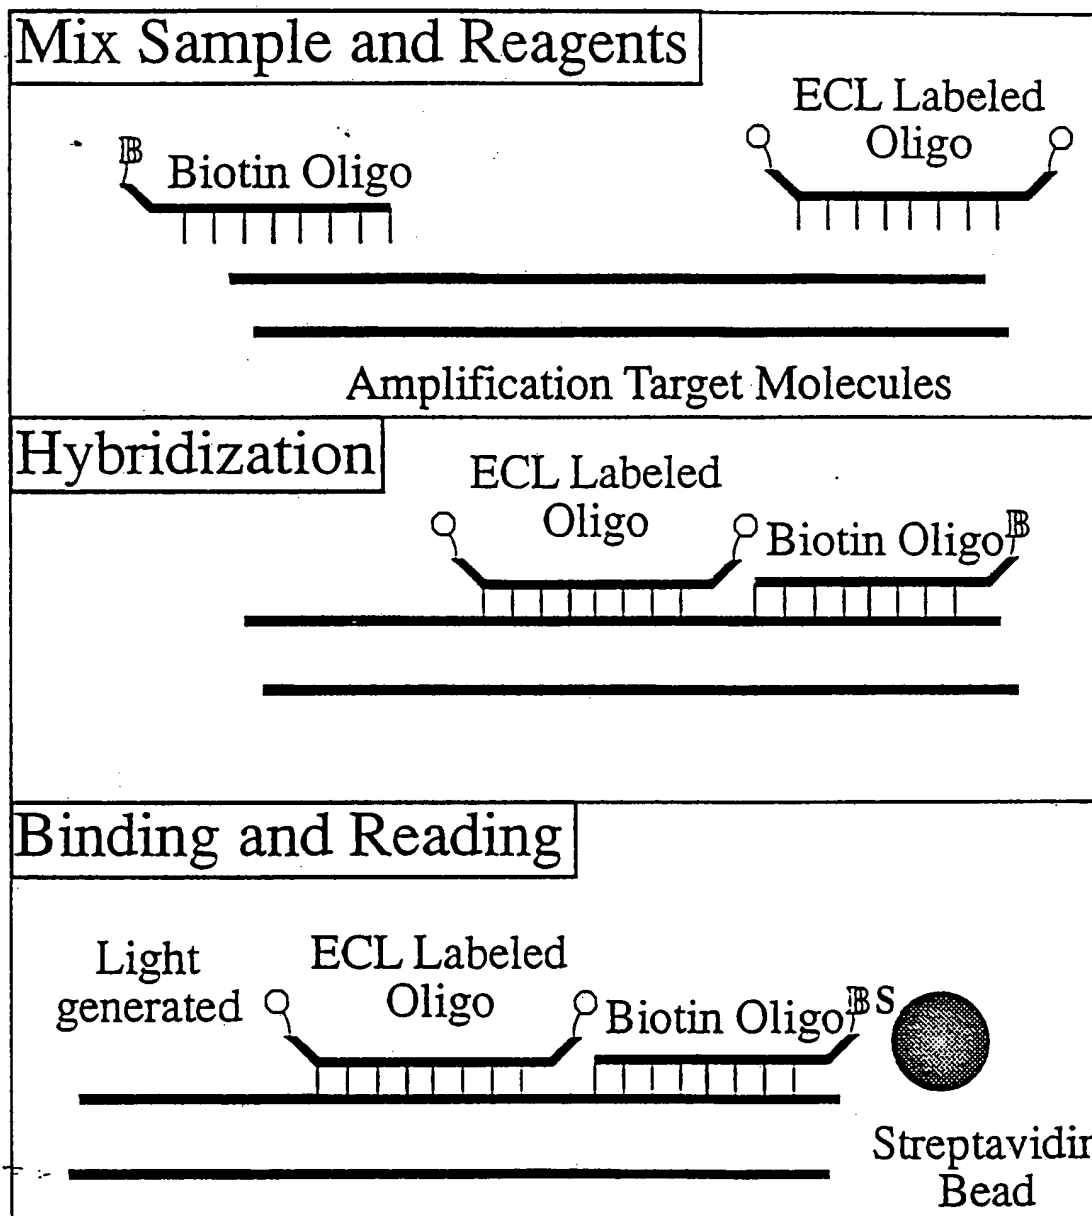 Mix Sample and Reagents
ECL Labeled
Oligo
B
Biotin Oligo
Amplification Target Molecules
Hybridization
ECL Labeled
Oligo
Biotin Oligo B
Binding and Reading
Light
generated
ECL Labeled
Oligo
Biotin Oligo B S
Streptavidin
Bead